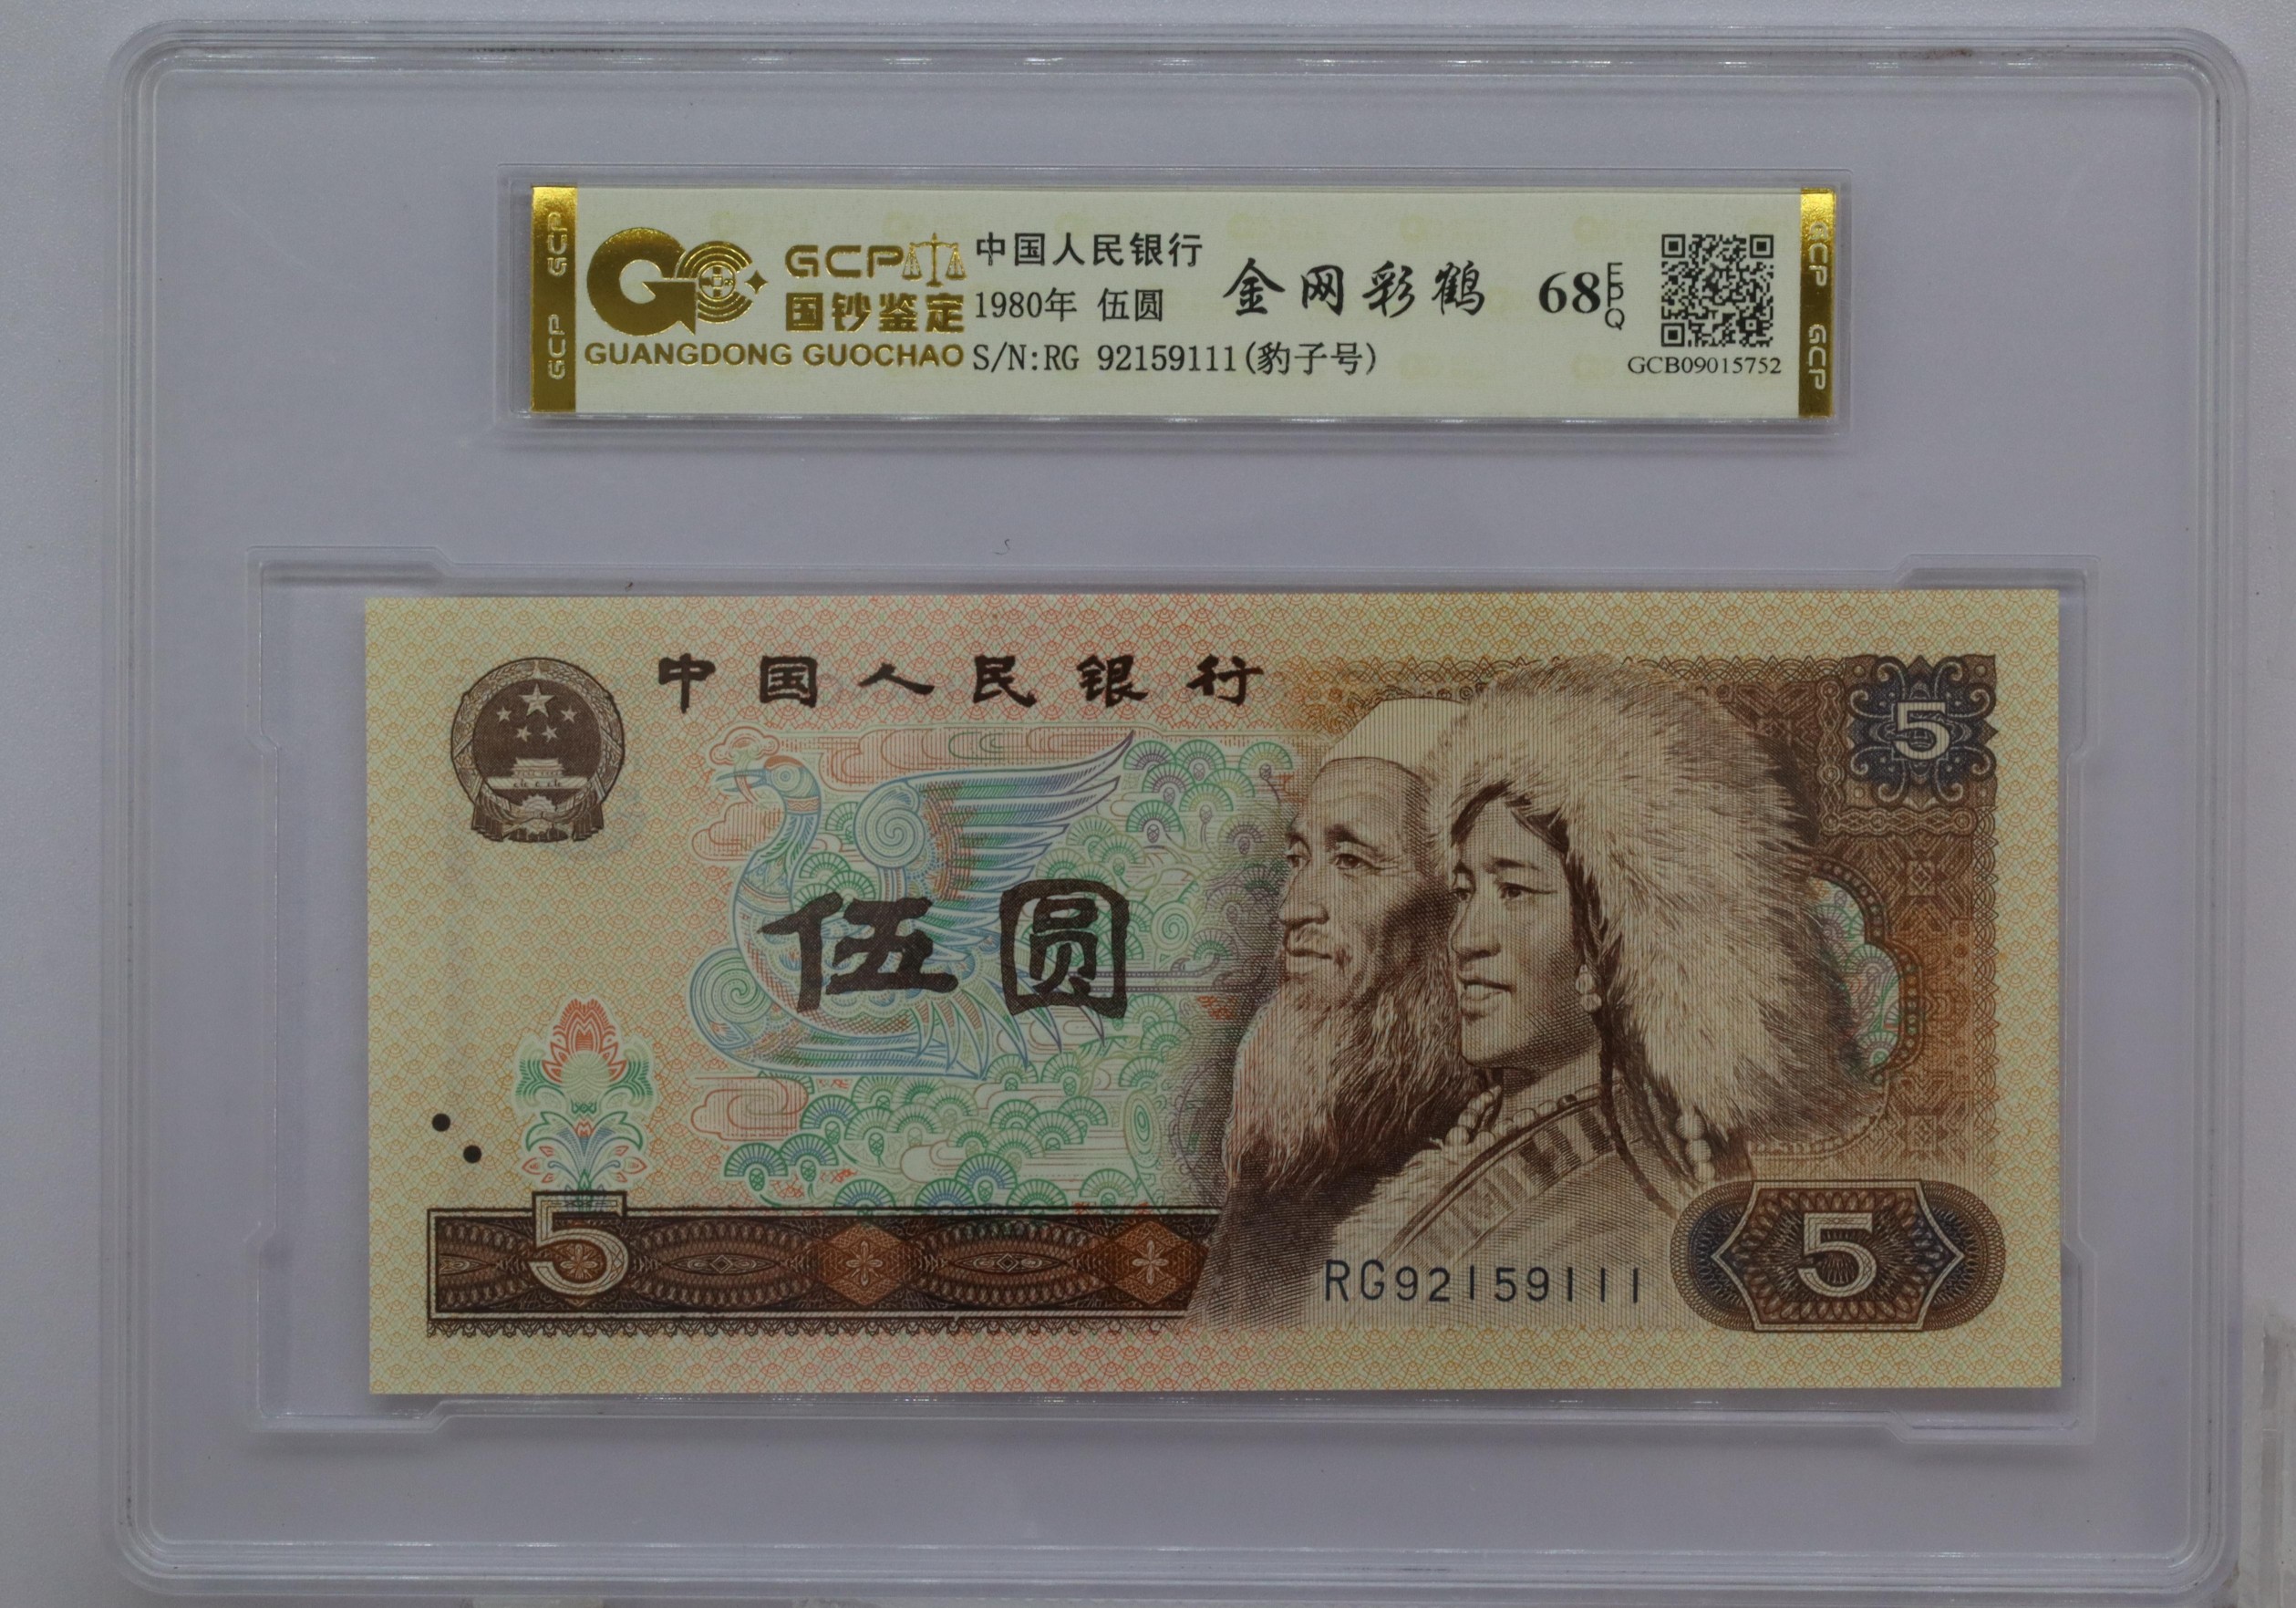 GCP GCP
GCP
国钞鉴定
GUANGDONG GUOCHAO
中国人民银行
1980年 伍圆
S/N:RG 92159111(豹子号)
金网彩鹤
68 EPQ
GCB09015752
GCP GCP
中国人民银行
5
伍圆
5
RG92159111
5